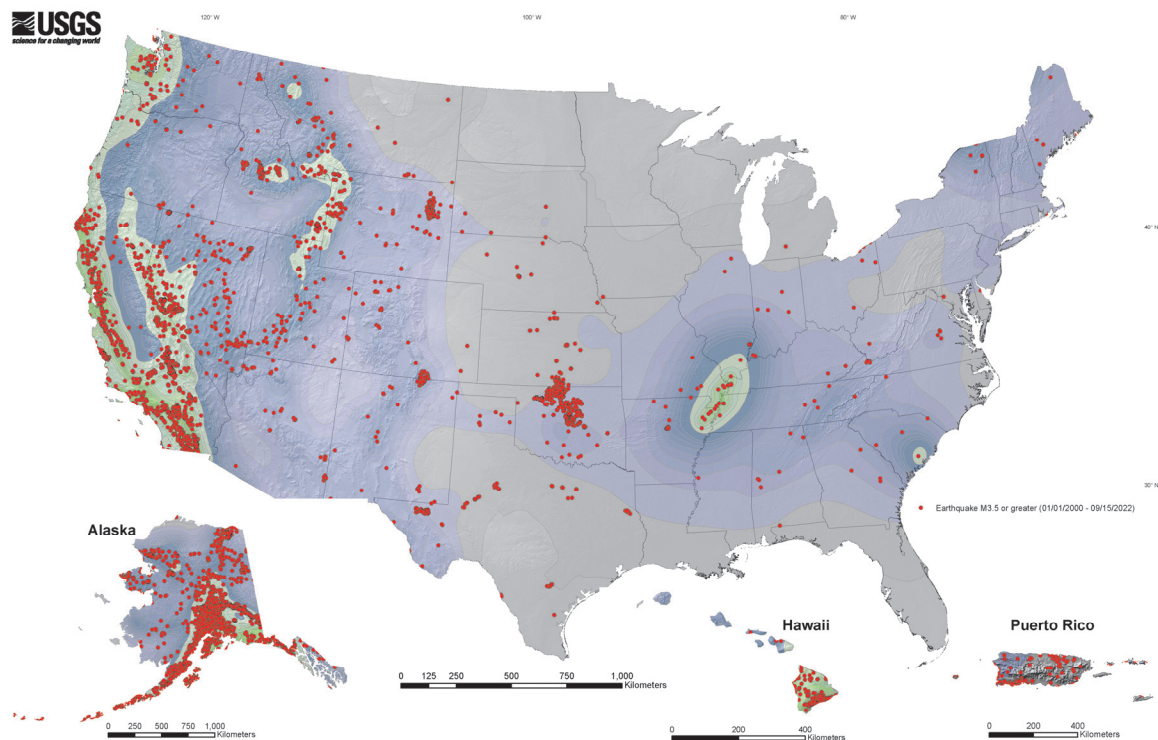 USGS
science for a changing world
120° W
100° W
80° W
40° N
30° N
Earthquake M3.5 or greater (01/01/2000 - 09/15/2022)
Alaska
Hawaii
Puerto Rico
0 125 250 500 750 1,000
Kilometers
0 250 500 750 1,000
Kilometers
0 200 400
Kilometers
0 200 400
Kilometers